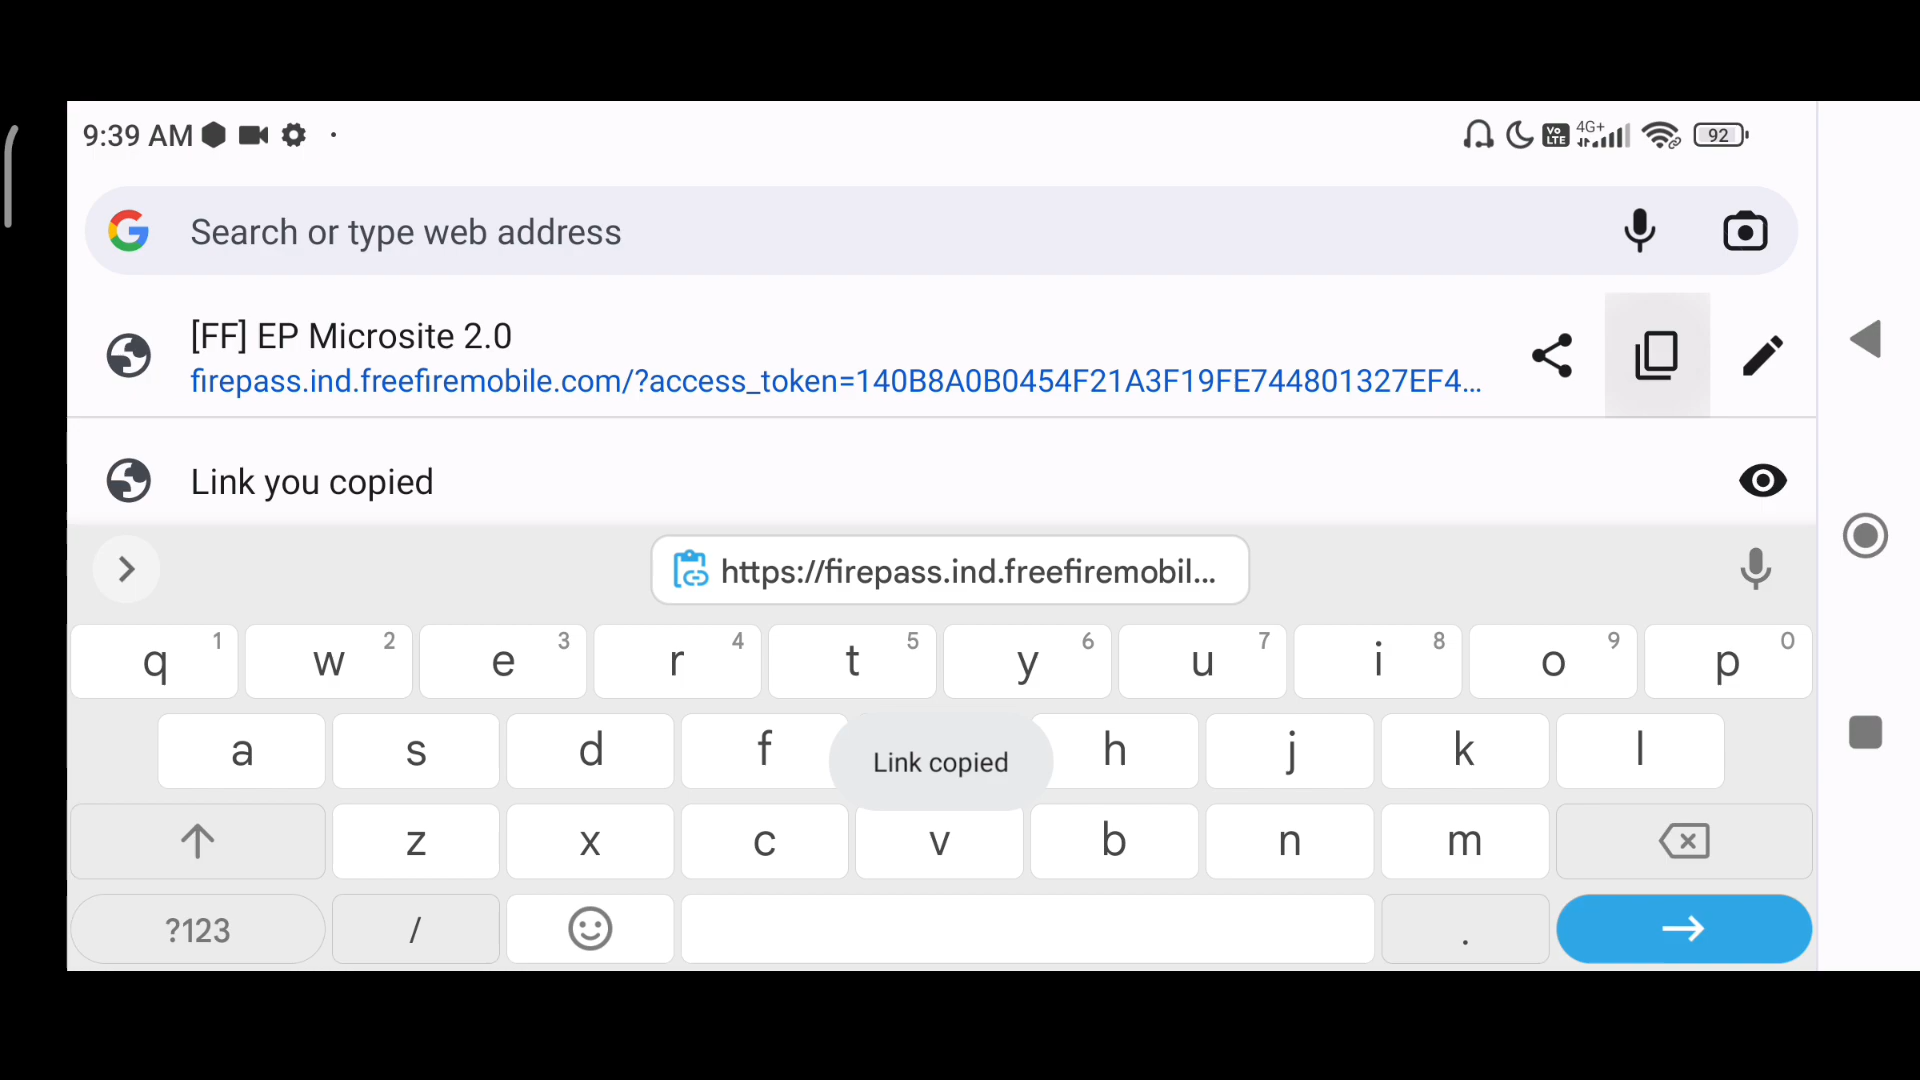 9:39 AM
Vo LTE 4G+ 92
Search or type web address
[FF] EP Microsite 2.0
firepass.ind.freefiremobile.com/?access_token=140B8A0B0454F21A3F19FE744801327EF4...
Link you copied
https://firepass.ind.freefiremobil...
q 1 w 2 e 3 r 4 t 5 y 6 u 7 i 8 o 9 p 0
a s d f h j k l
Link copied
z x c v b n m
?123 / .